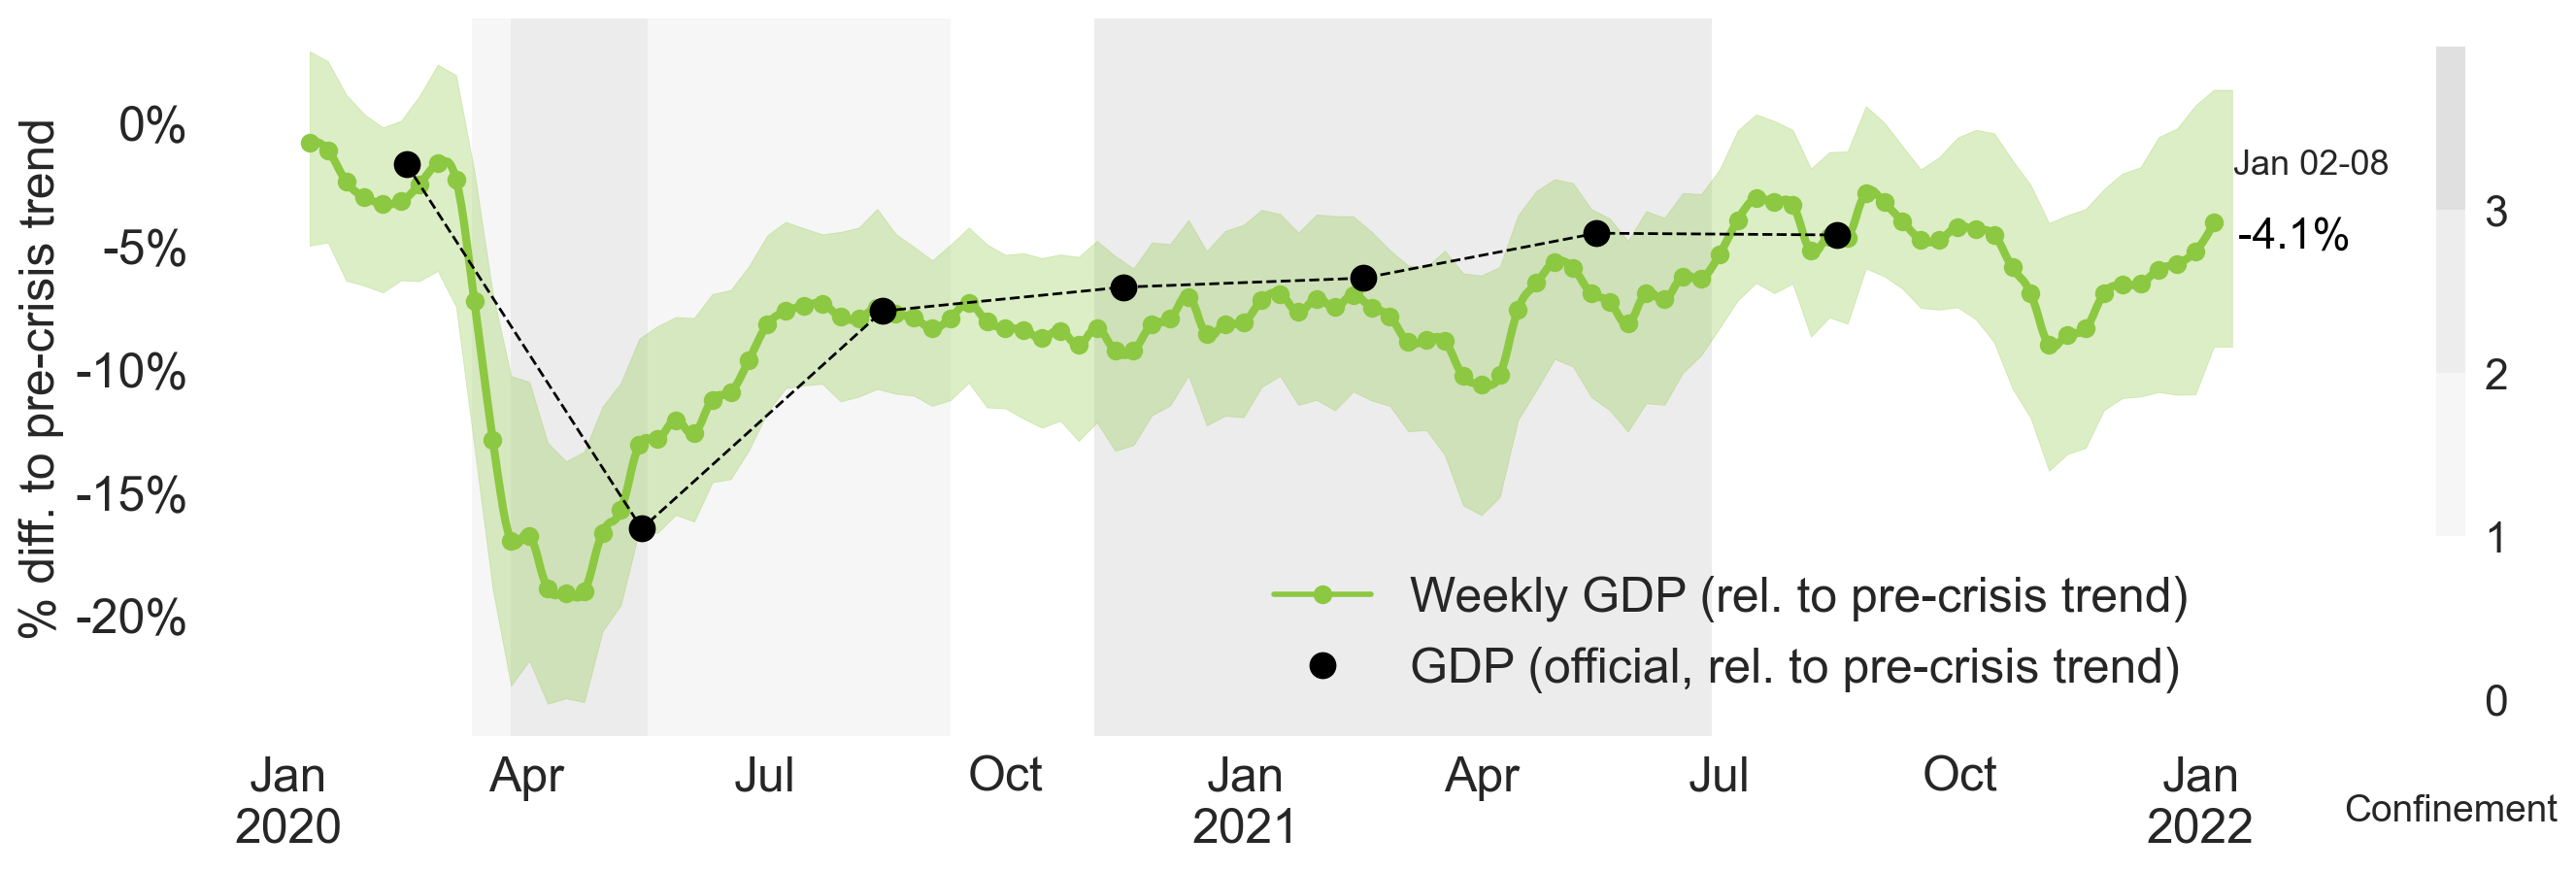 % diff. to pre-crisis trend
0%
-5%
-10%
-15%
-20%
Jan 02-08
-4.1%
Weekly GDP (rel. to pre-crisis trend)
GDP (official, rel. to pre-crisis trend)
Jan
2020
Apr
Jul
Oct
Jan
2021
Apr
Jul
Oct
Jan
2022
3
2
1
0
Confinement